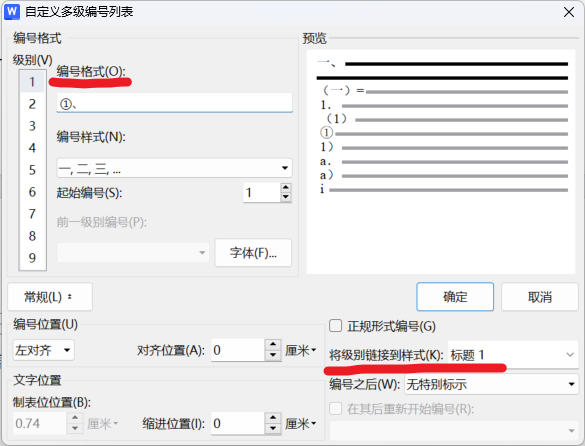 自定义多级编号列表
编号格式
级别(V)
1
2
3
4
5
6
7
8
9
编号格式(O):
①、
编号样式(N):
一, 二, 三, ...
起始编号(S):
1
前一级别编号(P):
字体(F)...
预览
一、
（一）=
1.
（1）
①
1）
a.
a）
i
常规(L)
确定
取消
编号位置(U)
左对齐
对齐位置(A):
0
厘米
文字位置
制表位位置(B):
0.74
厘米
缩进位置(I):
0
厘米
正规形式编号(G)
将级别链接到样式(K):
标题 1
编号之后(W):
无特别标示
在其后重新开始编号(R):